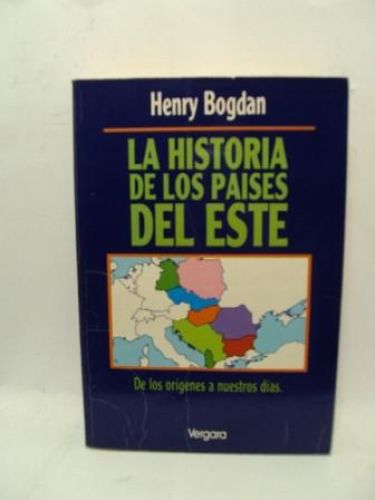 Henry Bogdan
LA HISTORIA
DE LOS PAISES
DEL ESTE
De los orígenes a nuestros días.
Vergara